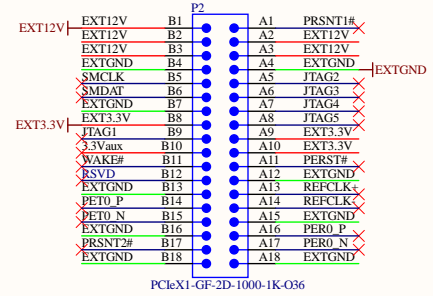 P2
EXT12V EXT12V B1 A1 PRSNT1#
EXT12V B2 A2 EXT12V
EXT12V B3 A3 EXT12V
EXTGND B4 A4 EXTGND EXTGND
SMCLK B5 A5 JTAG2
SMDAT B6 A6 JTAG3
EXTGND B7 A7 JTAG4
EXT3.3V EXT3.3V B8 A8 JTAG5
JTAG1 B9 A9 EXT3.3V
3.3Vaux B10 A10 EXT3.3V
WAKE# B11 A11 PERST#
RSVD B12 A12 EXTGND
EXTGND B13 A13 REFCLK+
PET0_P B14 A14 REFCLK-
PET0_N B15 A15 EXTGND
EXTGND B16 A16 PER0_P
PRSNT2# B17 A17 PER0_N
EXTGND B18 A18 EXTGND
PCIeX1-GF-2D-1000-1K-O36